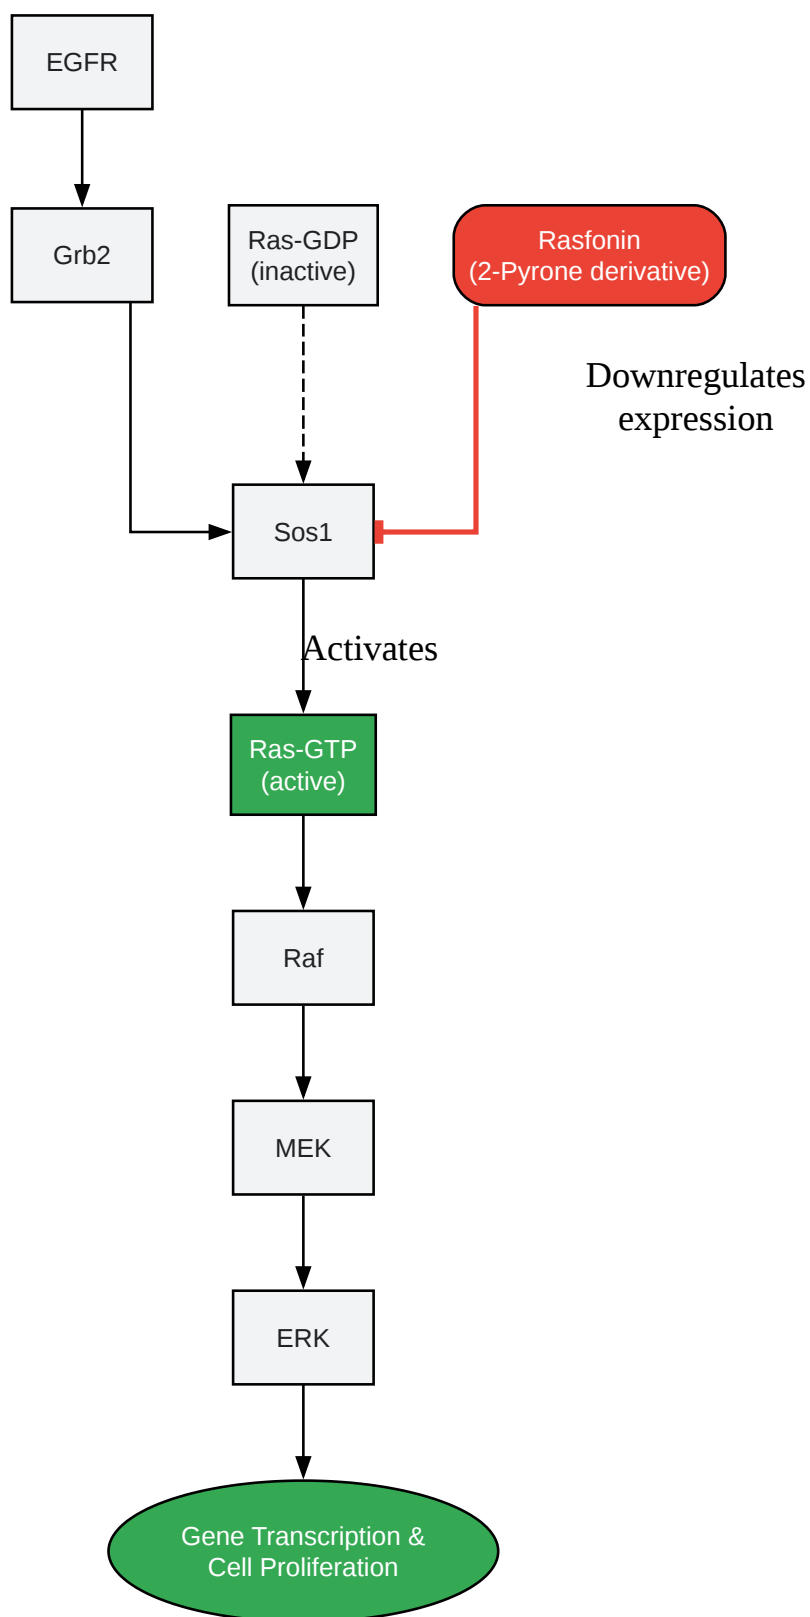 EGFR
Grb2
Ras-GDP
(inactive)
Rasfonin
(2-Pyrone derivative)
Downregulates
expression
Sos1
Activates
Ras-GTP
(active)
Raf
MEK
ERK
Gene Transcription &
Cell Proliferation